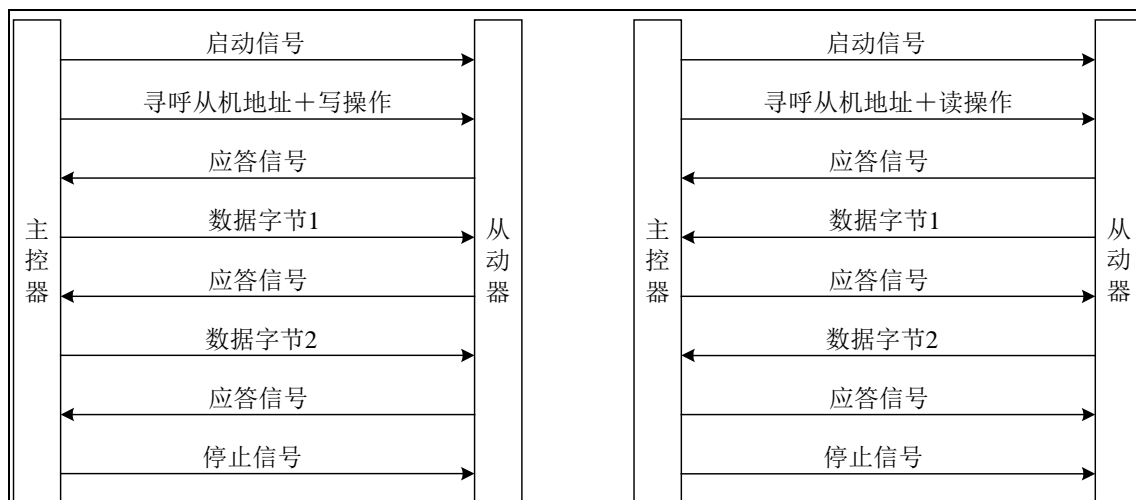 启动信号
寻呼从机地址＋写操作
应答信号
数据字节1
应答信号
数据字节2
应答信号
停止信号
主控器
从动器
启动信号
寻呼从机地址＋读操作
应答信号
数据字节1
应答信号
数据字节2
应答信号
停止信号
主控器
从动器